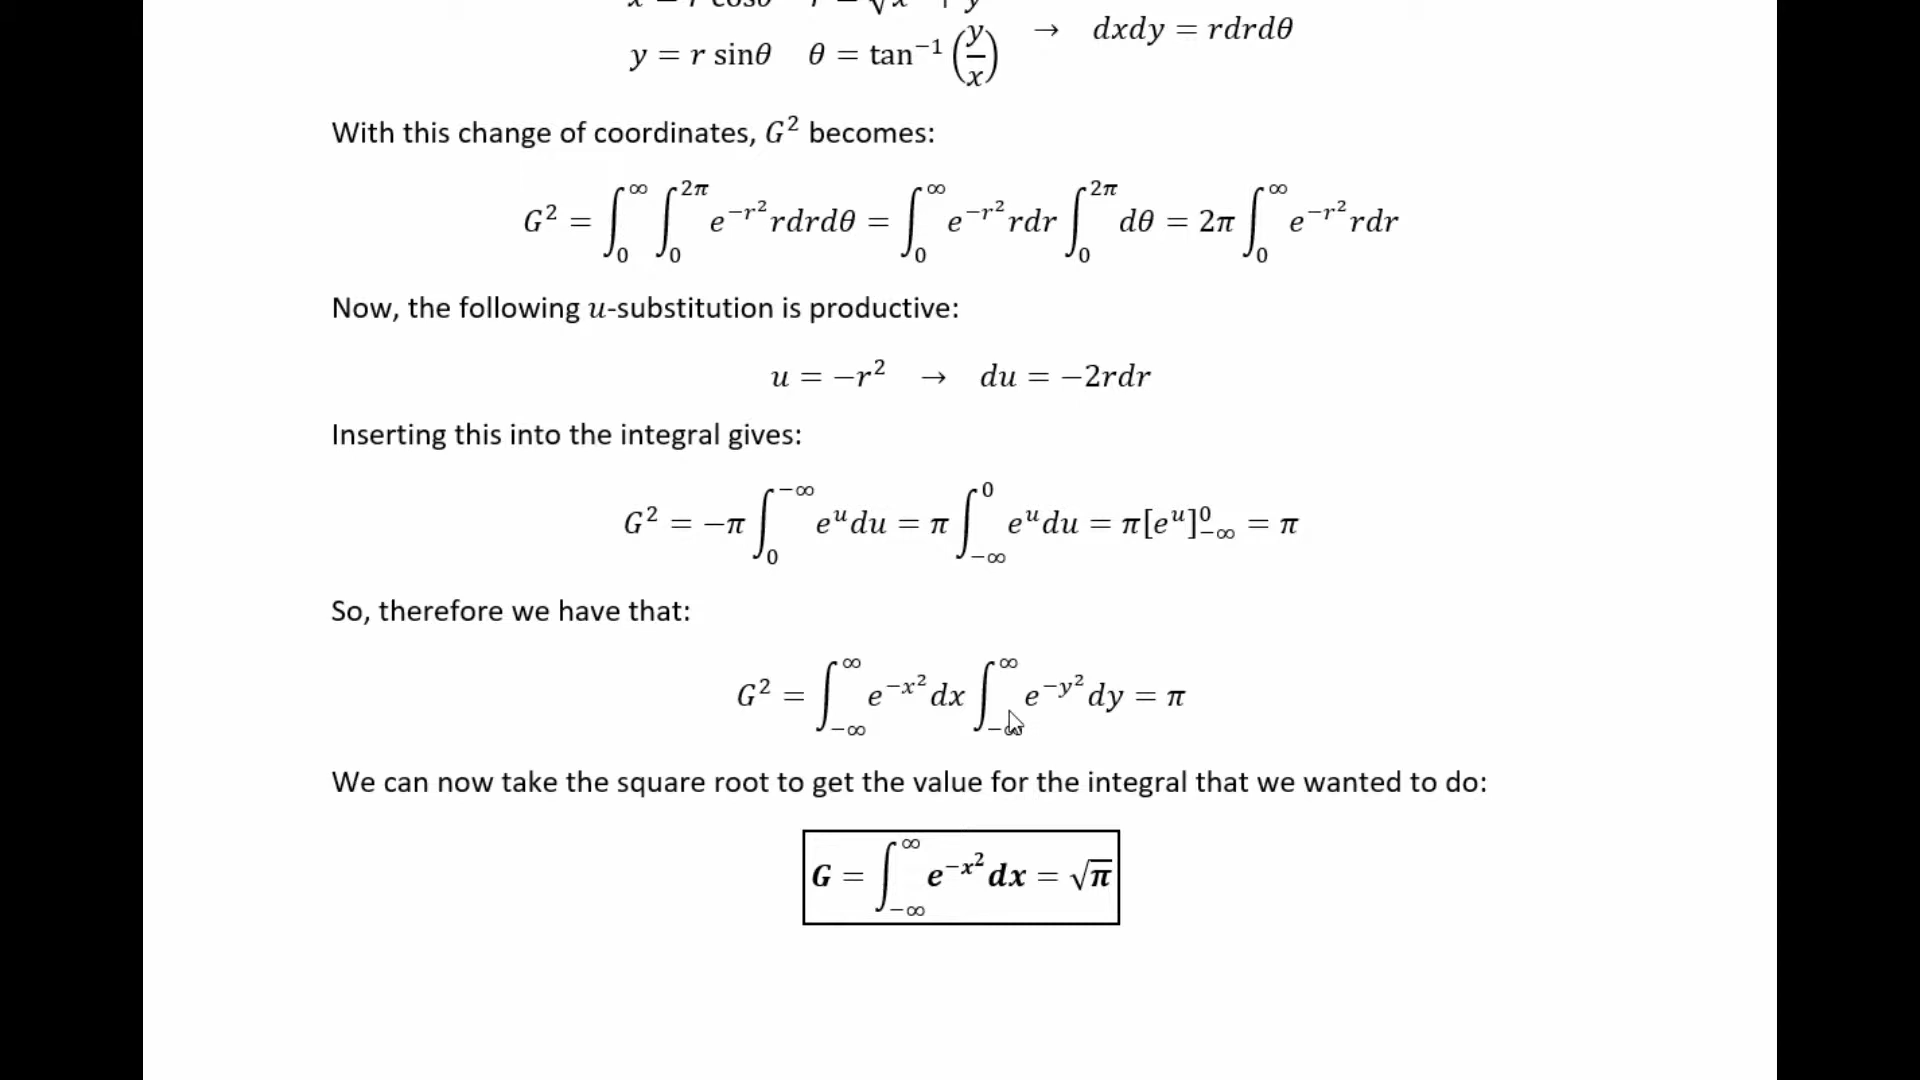 y = r sinθ θ = tan⁻¹(y/x) → dxdy = rdrdθ
With this change of coordinates, G² becomes:
G² = ∫₀^∞ ∫₀^2π e^−r² rdrdθ = ∫₀^∞ e^−r² rdr ∫₀^2π dθ = 2π ∫₀^∞ e^−r² rdr
Now, the following u-substitution is productive:
u = −r² → du = −2rdr
Inserting this into the integral gives:
G² = −π ∫₀^−∞ e^u du = π ∫_−∞^0 e^u du = π[e^u]_−∞^0 = π
So, therefore we have that:
G² = ∫_−∞^∞ e^−x² dx ∫_−∞^∞ e^−y² dy = π
We can now take the square root to get the value for the integral that we wanted to do:
G = ∫_−∞^∞ e^−x² dx = √π